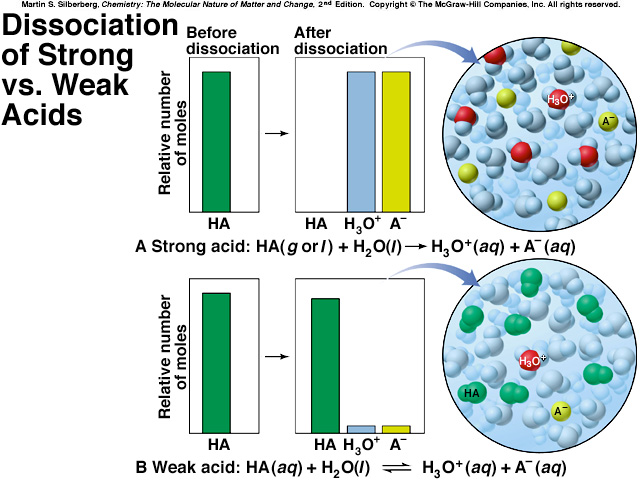 Martin S. Silberberg, Chemistry: The Molecular Nature of Matter and Change, 2nd Edition. Copyright © The McGraw-Hill Companies, Inc. All rights reserved.
Dissociation
of Strong
vs. Weak
Acids
Before
dissociation
After
dissociation
Relative number
of moles
HA
HA
H₃O⁺
A⁻
H₃O⁺
A⁻
A Strong acid: HA(g or l) + H₂O(l) → H₃O⁺(aq) + A⁻(aq)
Relative number
of moles
HA
HA
H₃O⁺
A⁻
H₃O⁺
HA
A⁻
B Weak acid: HA(aq) + H₂O(l) ⇌ H₃O⁺(aq) + A⁻(aq)